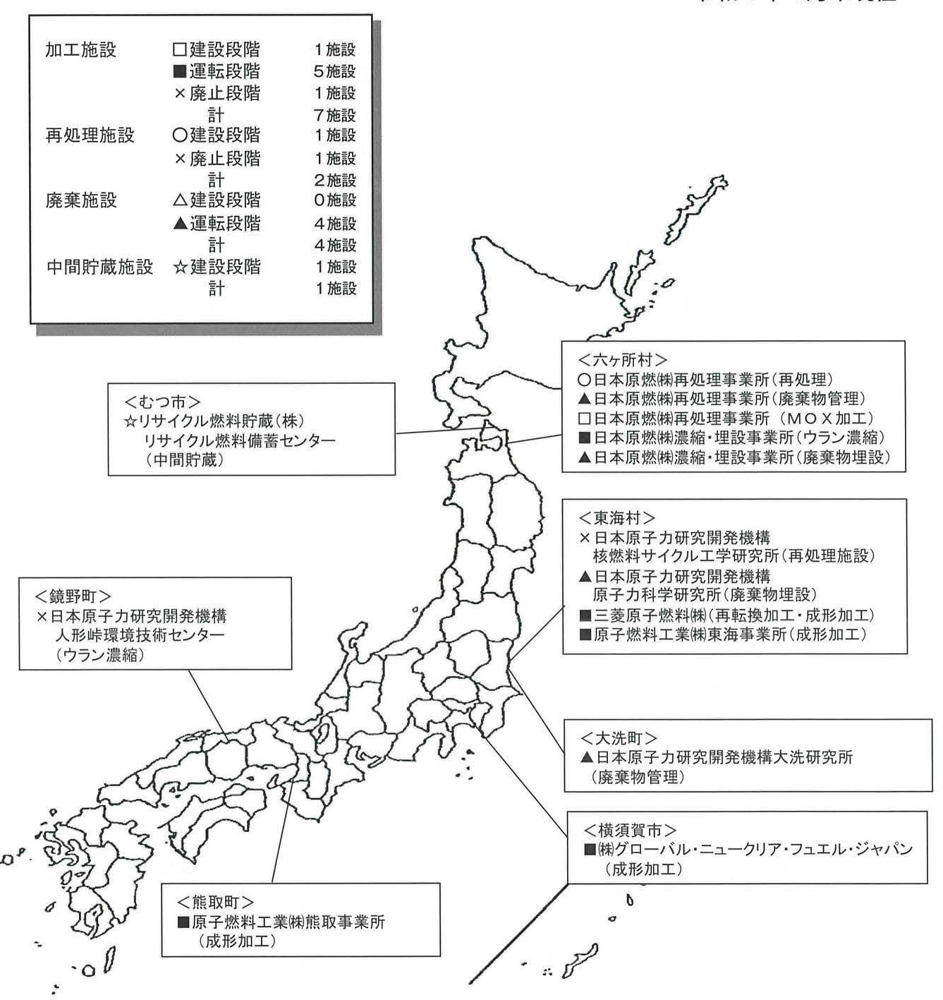 加工施設 □建設段階 1施設
■運転段階 5施設
×廃止段階 1施設
計 7施設
再処理施設 ○建設段階 1施設
×廃止段階 1施設
計 2施設
廃棄施設 △建設段階 0施設
▲運転段階 4施設
計 4施設
中間貯蔵施設 ☆建設段階 1施設
計 1施設
＜六ヶ所村＞
○日本原燃㈱再処理事業所（再処理）
▲日本原燃㈱再処理事業所（廃棄物管理）
□日本原燃㈱再処理事業所（ＭＯＸ加工）
■日本原燃㈱濃縮・埋設事業所（ウラン濃縮）
▲日本原燃㈱濃縮・埋設事業所（廃棄物埋設）
＜むつ市＞
☆リサイクル燃料貯蔵（株）
リサイクル燃料備蓄センター
（中間貯蔵）
＜東海村＞
×日本原子力研究開発機構
核燃料サイクル工学研究所（再処理施設）
▲日本原子力研究開発機構
原子力科学研究所（廃棄物埋設）
■三菱原子燃料㈱（再転換加工・成形加工）
■原子燃料工業㈱東海事業所（成形加工）
＜鏡野町＞
×日本原子力研究開発機構
人形峠環境技術センター
（ウラン濃縮）
＜大洗町＞
▲日本原子力研究開発機構大洗研究所
（廃棄物管理）
＜横須賀市＞
■㈱グローバル・ニュークリア・フュエル・ジャパン
（成形加工）
＜熊取町＞
■原子燃料工業㈱熊取事業所
（成形加工）